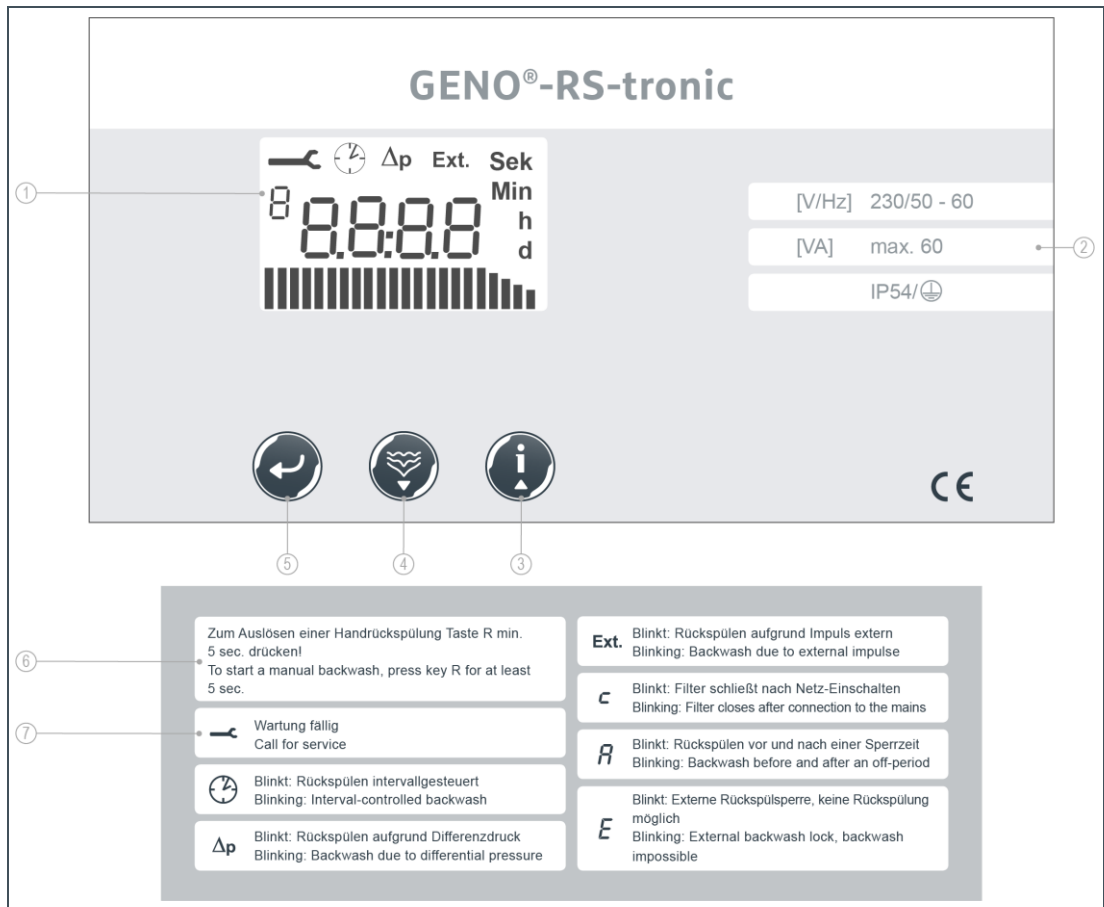 GENO®-RS-tronic
Δp Ext. Sek
Min
h
d
8 8.8:8.8
1
[V/Hz] 230/50 - 60
[VA] max. 60
2
IP54/
CE
5 4 3
6
Zum Auslösen einer Handrückspülung Taste R min.
5 sec. drücken!
To start a manual backwash, press key R for at least
5 sec.
7
Wartung fällig
Call for service
Blinkt: Rückspülen intervallgesteuert
Blinking: Interval-controlled backwash
Δp
Blinkt: Rückspülen aufgrund Differenzdruck
Blinking: Backwash due to differential pressure
Ext.
Blinkt: Rückspülen aufgrund Impuls extern
Blinking: Backwash due to external impulse
c
Blinkt: Filter schließt nach Netz-Einschalten
Blinking: Filter closes after connection to the mains
A
Blinkt: Rückspülen vor und nach einer Sperrzeit
Blinking: Backwash before and after an off-period
E
Blinkt: Externe Rückspülsperre, keine Rückspülung
möglich
Blinking: External backwash lock, backwash
impossible